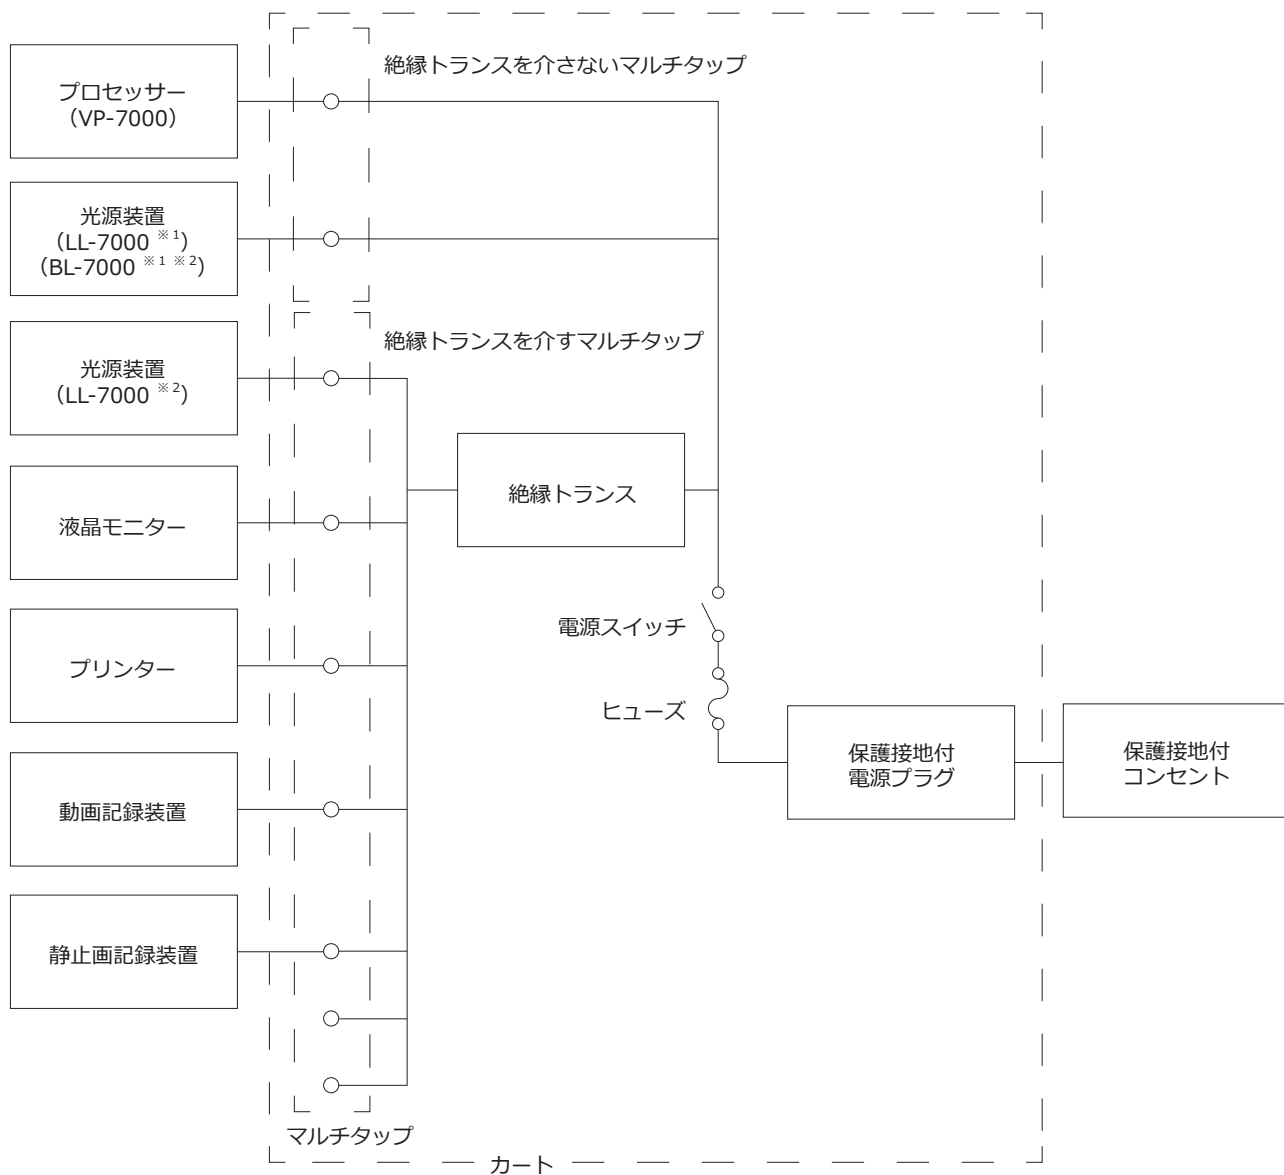 絶縁トランスを介さないマルチタップ
プロセッサー
（VP-7000）
光源装置
（LL-7000 ※1）
（BL-7000 ※1 ※2）
絶縁トランスを介すマルチタップ
光源装置
（LL-7000 ※2）
絶縁トランス
液晶モニター
電源スイッチ
プリンター
ヒューズ
保護接地付
電源プラグ
保護接地付
コンセント
動画記録装置
静止画記録装置
マルチタップ
カート